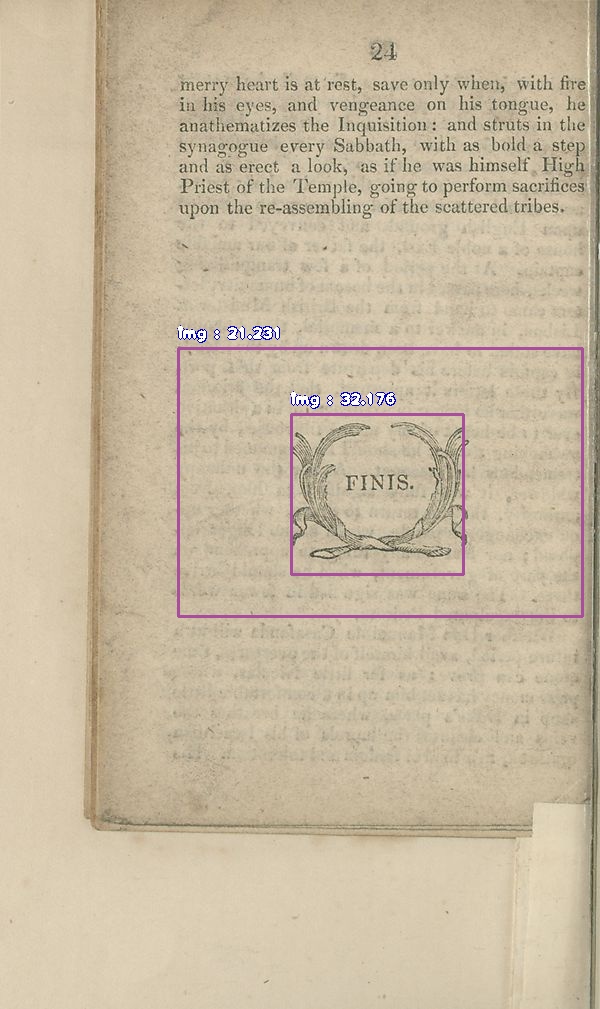 24
merry heart is at rest, save only when, with fire
in his eyes, and vengeance on his tongue, he
anathematizes the Inquisition: and struts in the
synagogue every Sabbath, with as bold a step
and as erect a look, as if he was himself High
Priest of the Temple, going to perform sacrifices
upon the re-assembling of the scattered tribes.
img : 21.231
img : 32.176
FINIS.